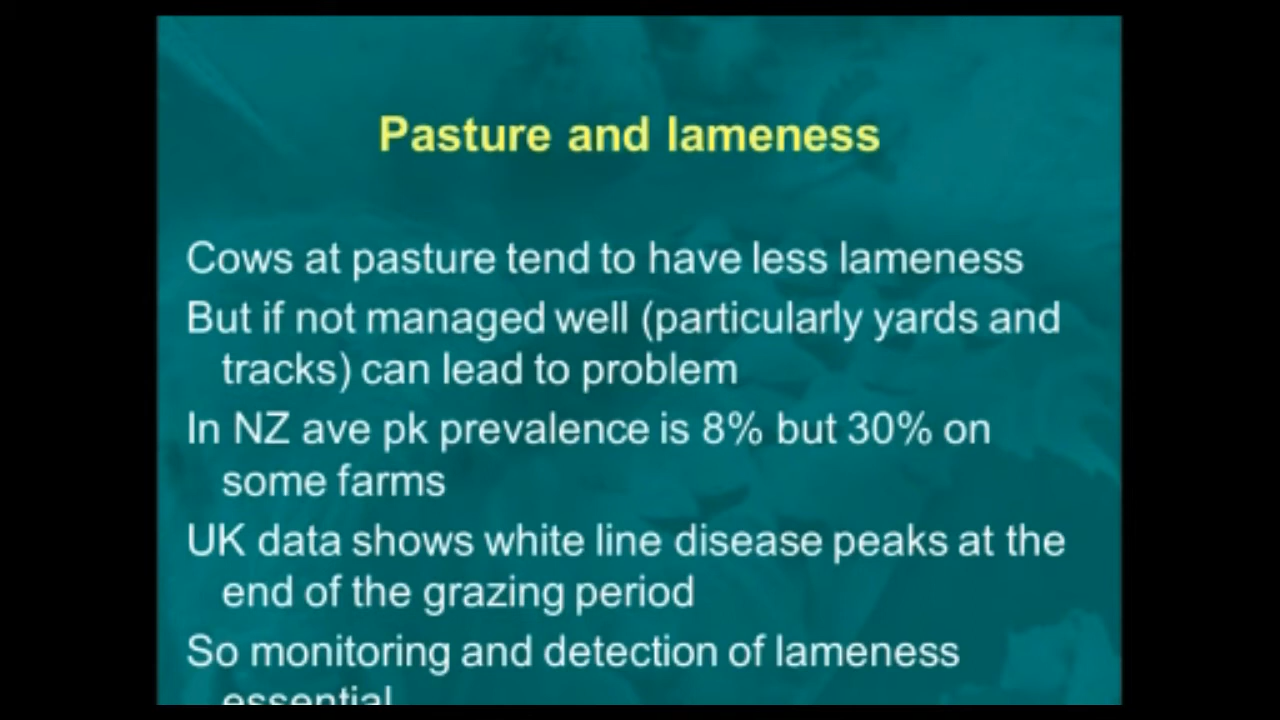 Pasture and lameness
Cows at pasture tend to have less lameness
But if not managed well (particularly yards and
tracks) can lead to problem
In NZ ave pk prevalence is 8% but 30% on
some farms
UK data shows white line disease peaks at the
end of the grazing period
So monitoring and detection of lameness
essential